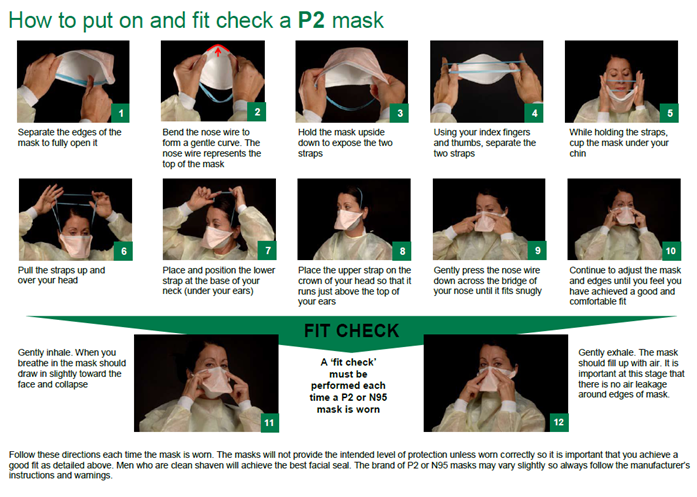 How to put on and fit check a P2 mask
1
Separate the edges of the
mask to fully open it
2
Bend the nose wire to
form a gentle curve. The
nose wire represents the
top of the mask
3
Hold the mask upside
down to expose the two
straps
4
Using your index fingers
and thumbs, separate the
two straps
5
While holding the straps,
cup the mask under your
chin
6
Pull the straps up and
over your head
7
Place and position the lower
strap at the base of your
neck (under your ears)
8
Place the upper strap on the
crown of your head so that it
runs just above the top of
your ears
9
Gently press the nose wire
down across the bridge of
your nose until it fits snugly
10
Continue to adjust the mask
and edges until you feel you
have achieved a good and
comfortable fit
FIT CHECK
Gently inhale. When you
breathe in the mask should
draw in slightly toward the
face and collapse
11
A ‘fit check’
must be
performed each
time a P2 or N95
mask is worn
12
Gently exhale. The mask
should fill up with air. It is
important at this stage that
there is no air leakage
around edges of mask.
Follow these directions each time the mask is worn. The masks will not provide the intended level of protection unless worn correctly so it is important that you achieve a
good fit as detailed above. Men who are clean shaven will achieve the best facial seal. The brand of P2 or N95 masks may vary slightly so always follow the manufacturer's
instructions and warnings.